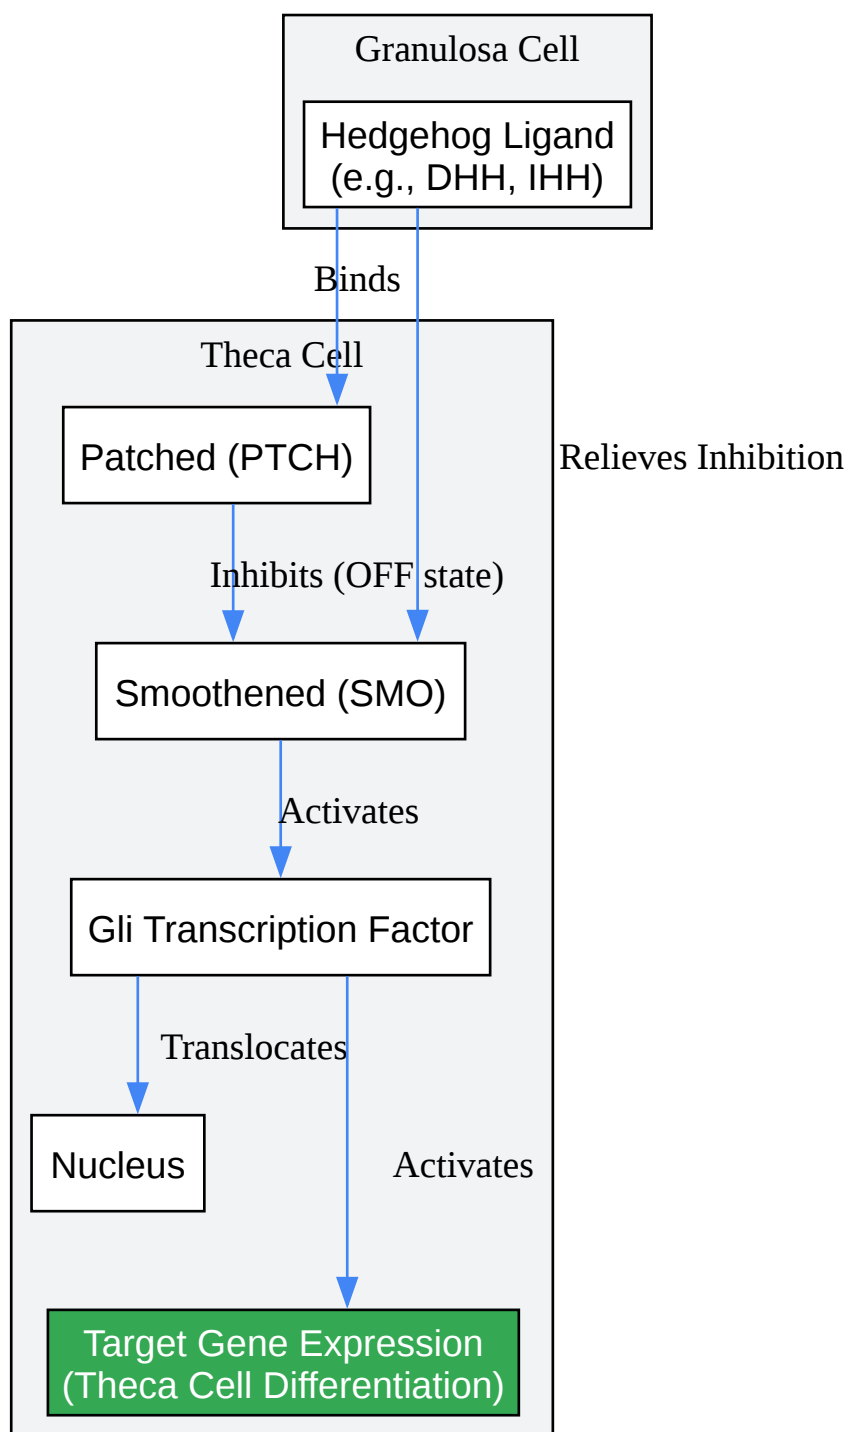 Granulosa Cell
Hedgehog Ligand
(e.g., DHH, IHH)
Binds
Theca Cell
Patched (PTCH)
Relieves Inhibition
Inhibits (OFF state)
Smoothened (SMO)
Activates
Gli Transcription Factor
Translocates
Nucleus
Activates
Target Gene Expression
(Theca Cell Differentiation)